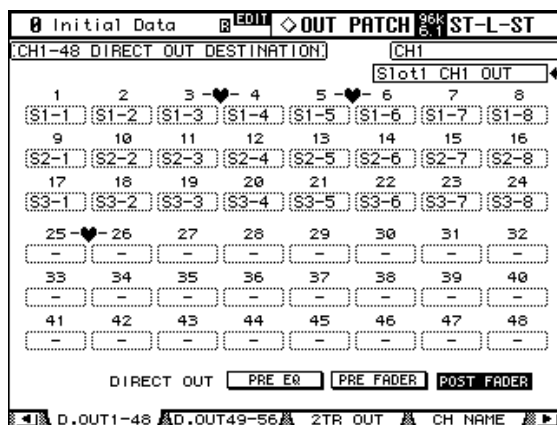 0 Initial Data EDIT OUT PATCH 96k 6.1 ST-L-ST
CH1-48 DIRECT OUT DESTINATION CH1
Slot1 CH1 OUT
1 2 3 - 4 5 - 6 7 8
S1-1 S1-2 S1-3 S1-4 S1-5 S1-6 S1-7 S1-8
9 10 11 12 13 14 15 16
S2-1 S2-2 S2-3 S2-4 S2-5 S2-6 S2-7 S2-8
17 18 19 20 21 22 23 24
S3-1 S3-2 S3-3 S3-4 S3-5 S3-6 S3-7 S3-8
25 - 26 27 28 29 30 31 32
- - - - - - - -
33 34 35 36 37 38 39 40
- - - - - - - -
41 42 43 44 45 46 47 48
- - - - - - - -
DIRECT OUT PRE EQ PRE FADER POST FADER
D.OUT1-48 D.OUT49-56 2TR OUT CH NAME